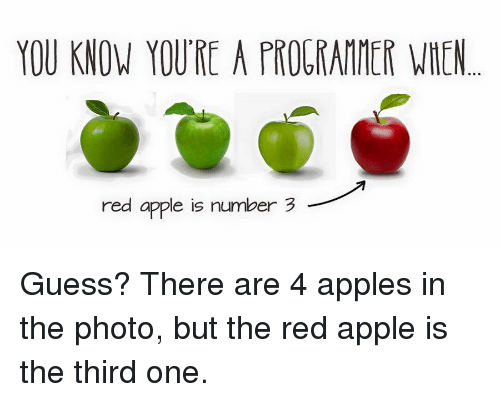 YOU KNOW YOU'RE A PROGRAMMER WHEN...
red apple is number 3
Guess? There are 4 apples in
the photo, but the red apple is
the third one.